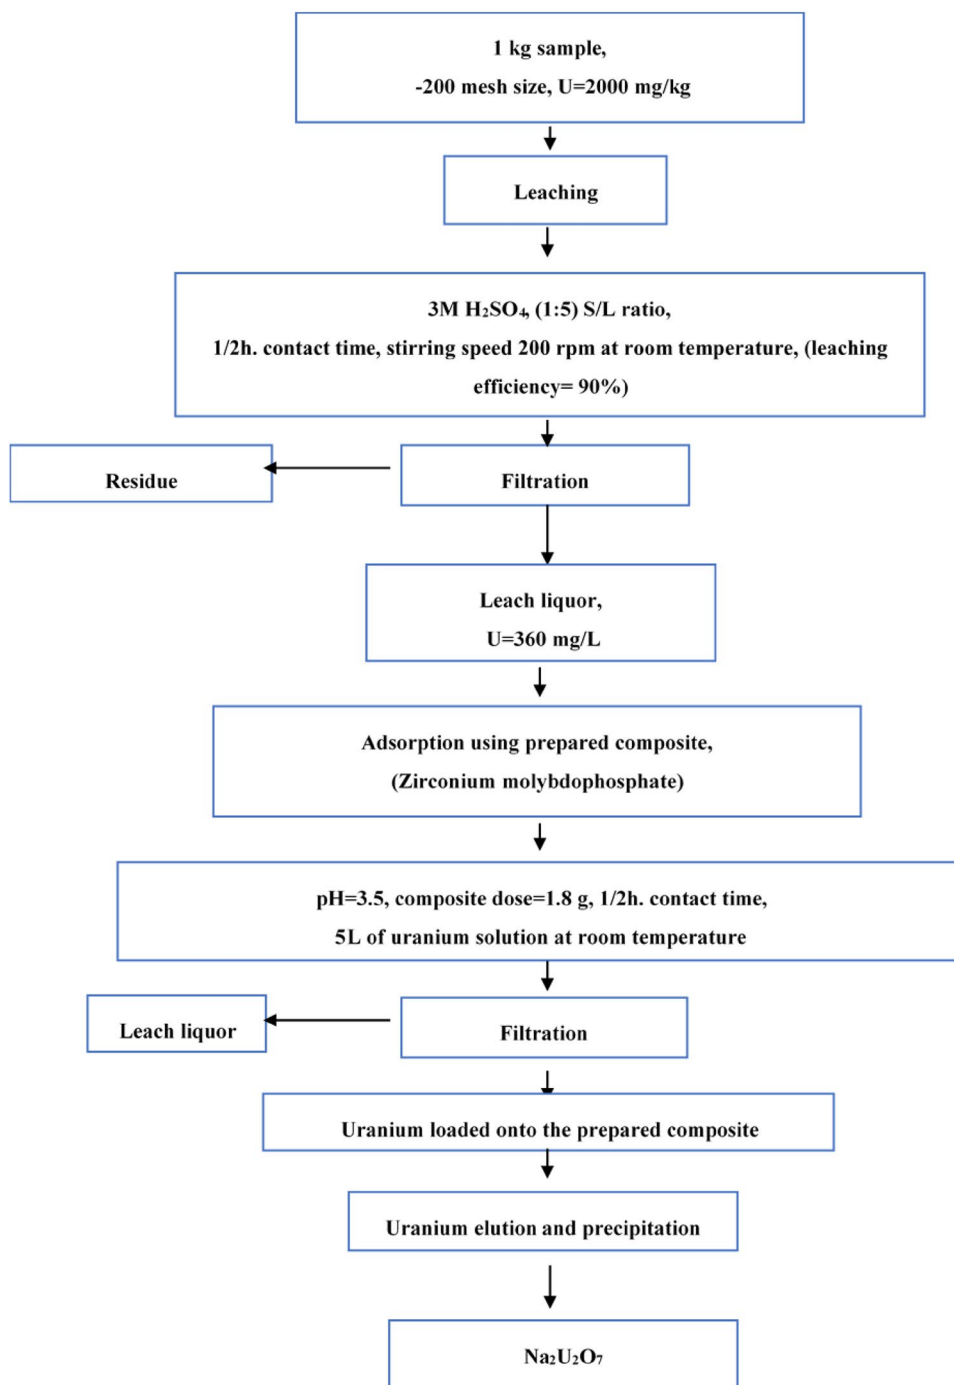 1 kg sample,
-200 mesh size, U=2000 mg/kg
Leaching
3M H₂SO₄, (1:5) S/L ratio,
1/2h. contact time, stirring speed 200 rpm at room temperature, (leaching
efficiency= 90%)
Residue
Filtration
Leach liquor,
U=360 mg/L
Adsorption using prepared composite,
(Zirconium molybdophosphate)
pH=3.5, composite dose=1.8 g, 1/2h. contact time,
5L of uranium solution at room temperature
Leach liquor
Filtration
Uranium loaded onto the prepared composite
Uranium elution and precipitation
Na₂U₂O₇